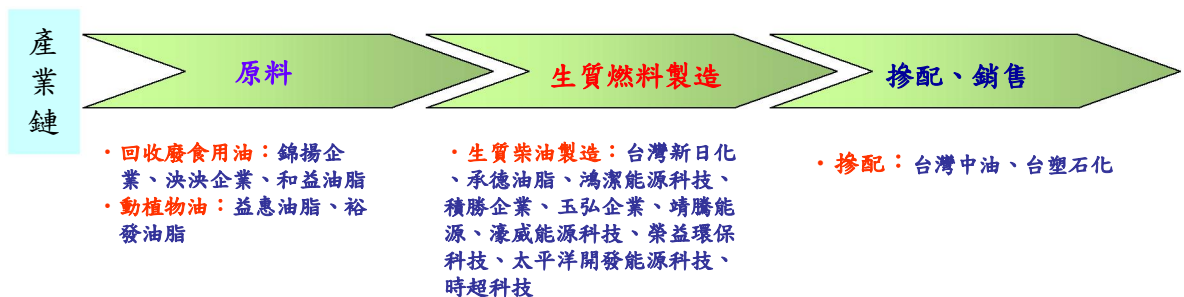 產業鏈
原料
生質燃料製造
摻配、銷售
・回收廢食用油：錦揚企
業、泱泱企業、和益油脂
・動植物油：益惠油脂、裕
發油脂
・生質柴油製造：台灣新日化
、承德油脂、鴻潔能源科技、
積勝企業、玉弘企業、靖騰能
源、濠威能源科技、榮益環保
科技、太平洋開發能源科技、
時超科技
・摻配：台灣中油、台塑石化